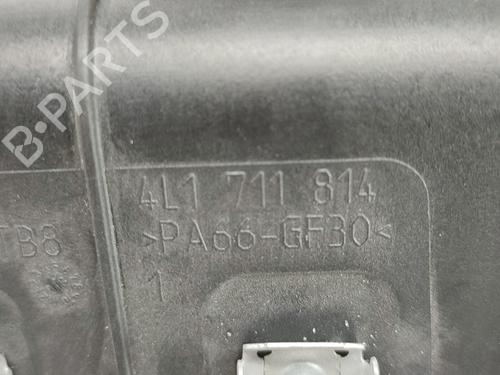 B-PARTS
4L1 711 814
TB8
>PA66-GF30<
1